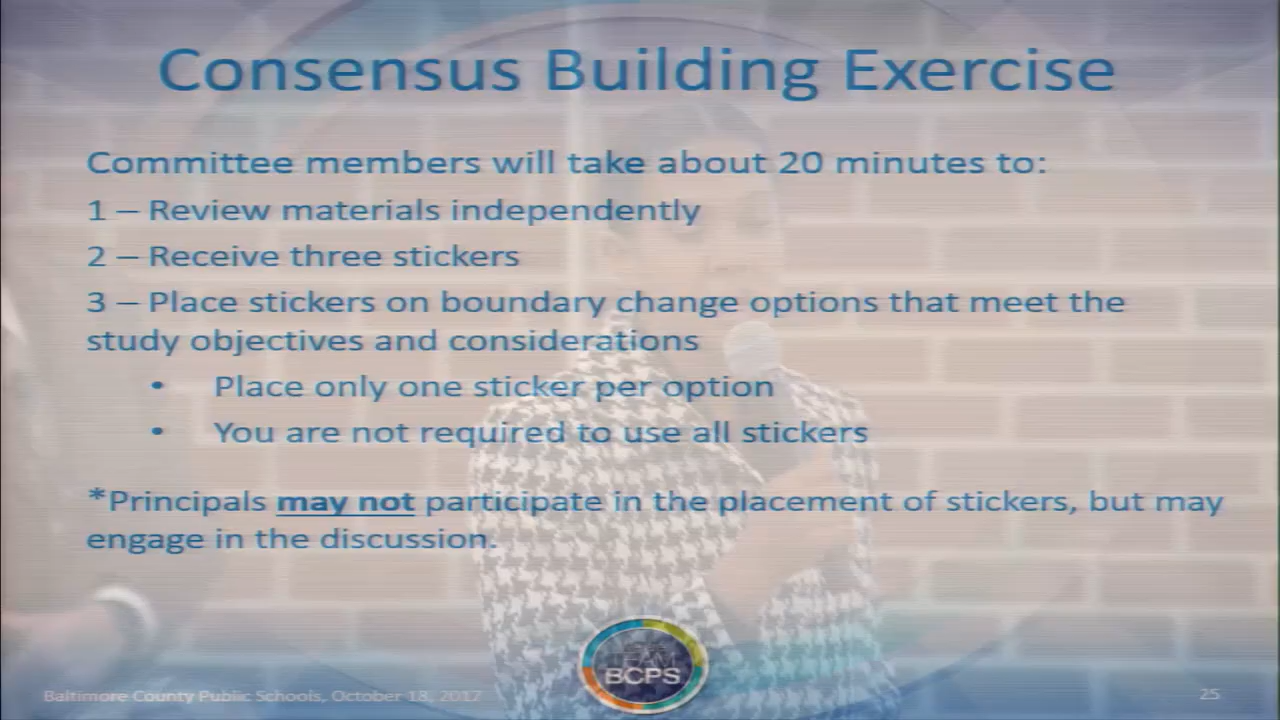 Consensus Building Exercise
Committee members will take about 20 minutes to:
1 – Review materials independently
2 – Receive three stickers
3 – Place stickers on boundary change options that meet the
study objectives and considerations
• Place only one sticker per option
• You are not required to use all stickers
*Principals may not participate in the placement of stickers, but may
engage in the discussion.
TEAM
BCPS
Baltimore County Public Schools, October 18, 2017
25